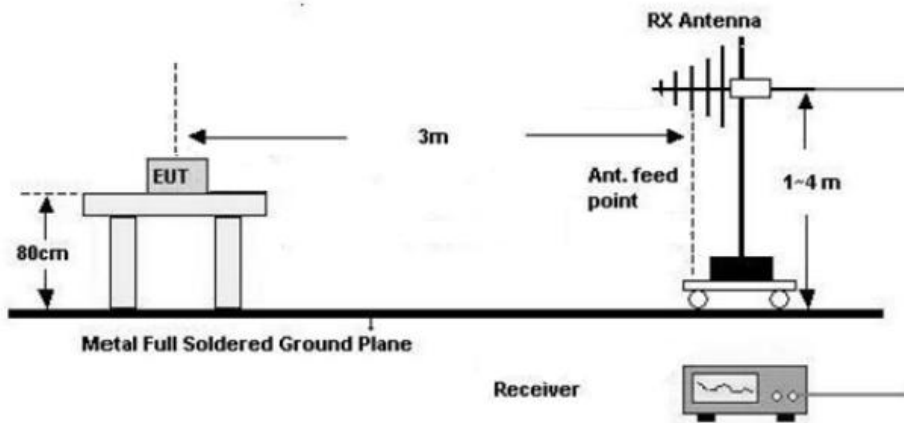 RX Antenna
3m
EUT
Ant. feed
point
1~4 m
80cm
Metal Full Soldered Ground Plane
Receiver